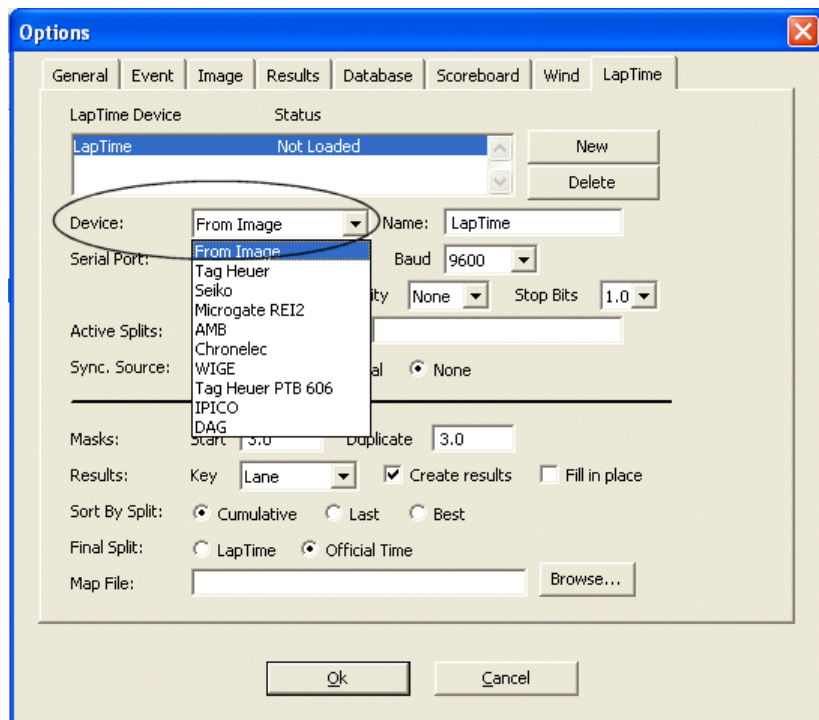 Options
General Event Image Results Database Scoreboard Wind LapTime
LapTime Device Status
LapTime Not Loaded
New
Delete
Device: From Image Name: LapTime
From Image
Serial Port: Baud 9600
Tag Heuer
Seiko
ity None Stop Bits 1.0
Microgate REI2
AMB
Active Splits:
Chronelec
Sync. Source: al None
WIGE
Tag Heuer PTB 606
IPICO
DAG
Masks: Start 3.0 Duplicate 3.0
Results: Key Lane Create results Fill in place
Sort By Split: Cumulative Last Best
Final Split: LapTime Official Time
Map File: Browse...
Ok Cancel